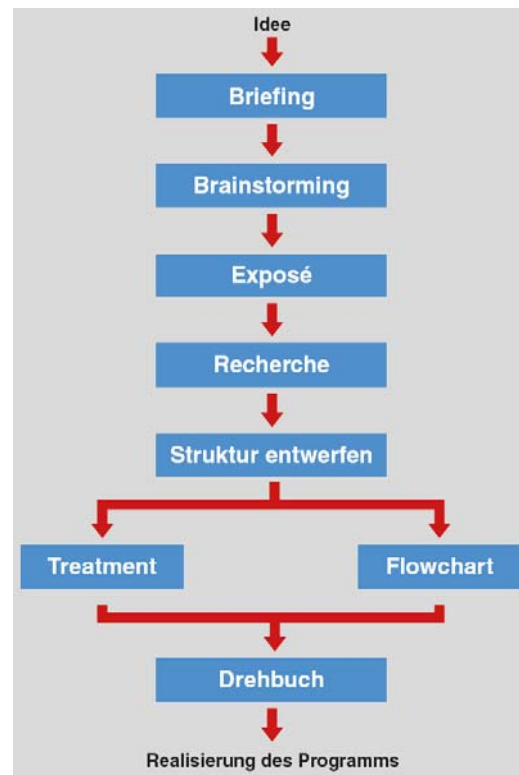 Idee
Briefing
Brainstorming
Exposé
Recherche
Struktur entwerfen
Treatment
Flowchart
Drehbuch
Realisierung des Programms